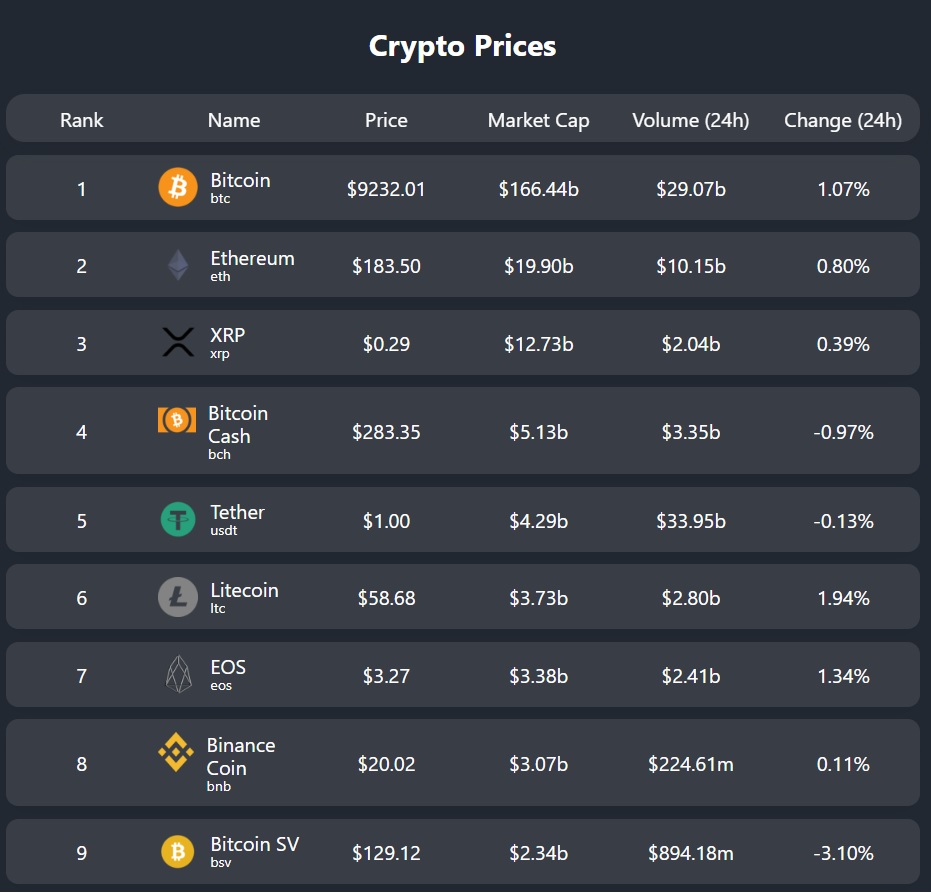 Crypto Prices
Rank Name Price Market Cap Volume (24h) Change (24h)
1 Bitcoin $9232.01 $166.44b $29.07b 1.07%
btc
2 Ethereum $183.50 $19.90b $10.15b 0.80%
eth
3 XRP $0.29 $12.73b $2.04b 0.39%
xrp
4 Bitcoin $283.35 $5.13b $3.35b -0.97%
Cash
bch
5 Tether $1.00 $4.29b $33.95b -0.13%
usdt
6 Litecoin $58.68 $3.73b $2.80b 1.94%
ltc
7 EOS $3.27 $3.38b $2.41b 1.34%
eos
8 Binance $20.02 $3.07b $224.61m 0.11%
Coin
bnb
9 Bitcoin SV $129.12 $2.34b $894.18m -3.10%
bsv